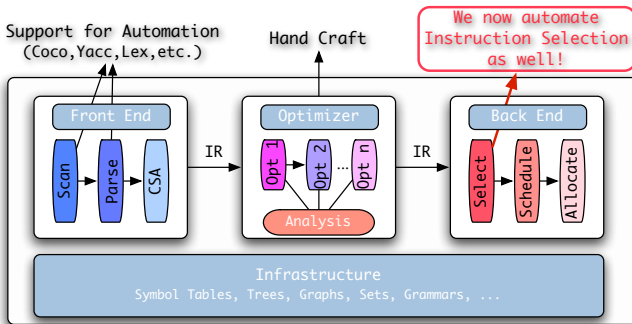 Support for Automation
(Coco,Yacc,Lex,etc.)
Hand Craft
We now automate
Instruction Selection
as well!
Front End
Scan
Parse
CSA
IR
Optimizer
Opt 1
Opt 2
...
Opt n
Analysis
IR
Back End
Select
Schedule
Allocate
Infrastructure
Symbol Tables, Trees, Graphs, Sets, Grammars, ...